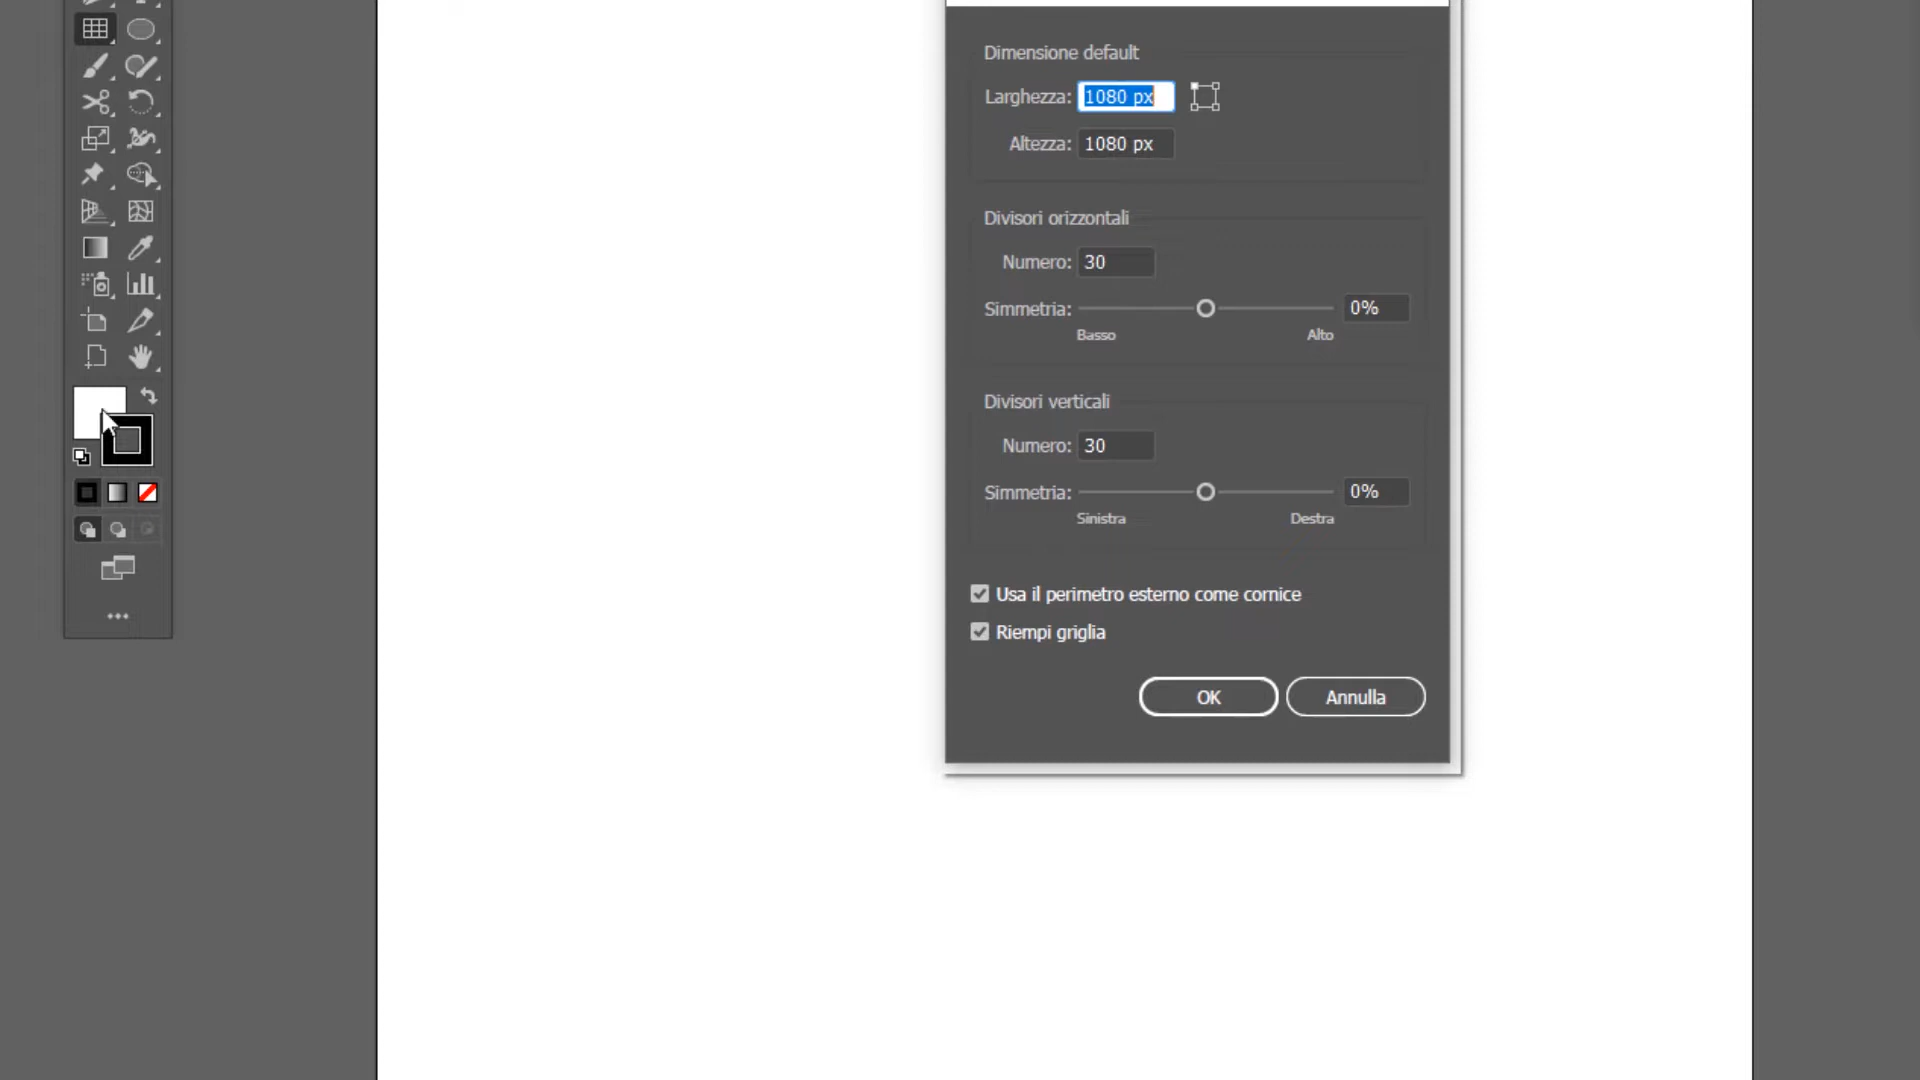 Dimensione default
Larghezza: 1080 px
Altezza: 1080 px
Divisori orizzontali
Numero: 30
Simmetria: 0%
Basso Alto
Divisori verticali
Numero: 30
Simmetria: 0%
Sinistra Destra
Usa il perimetro esterno come cornice
Riempi griglia
OK Annulla